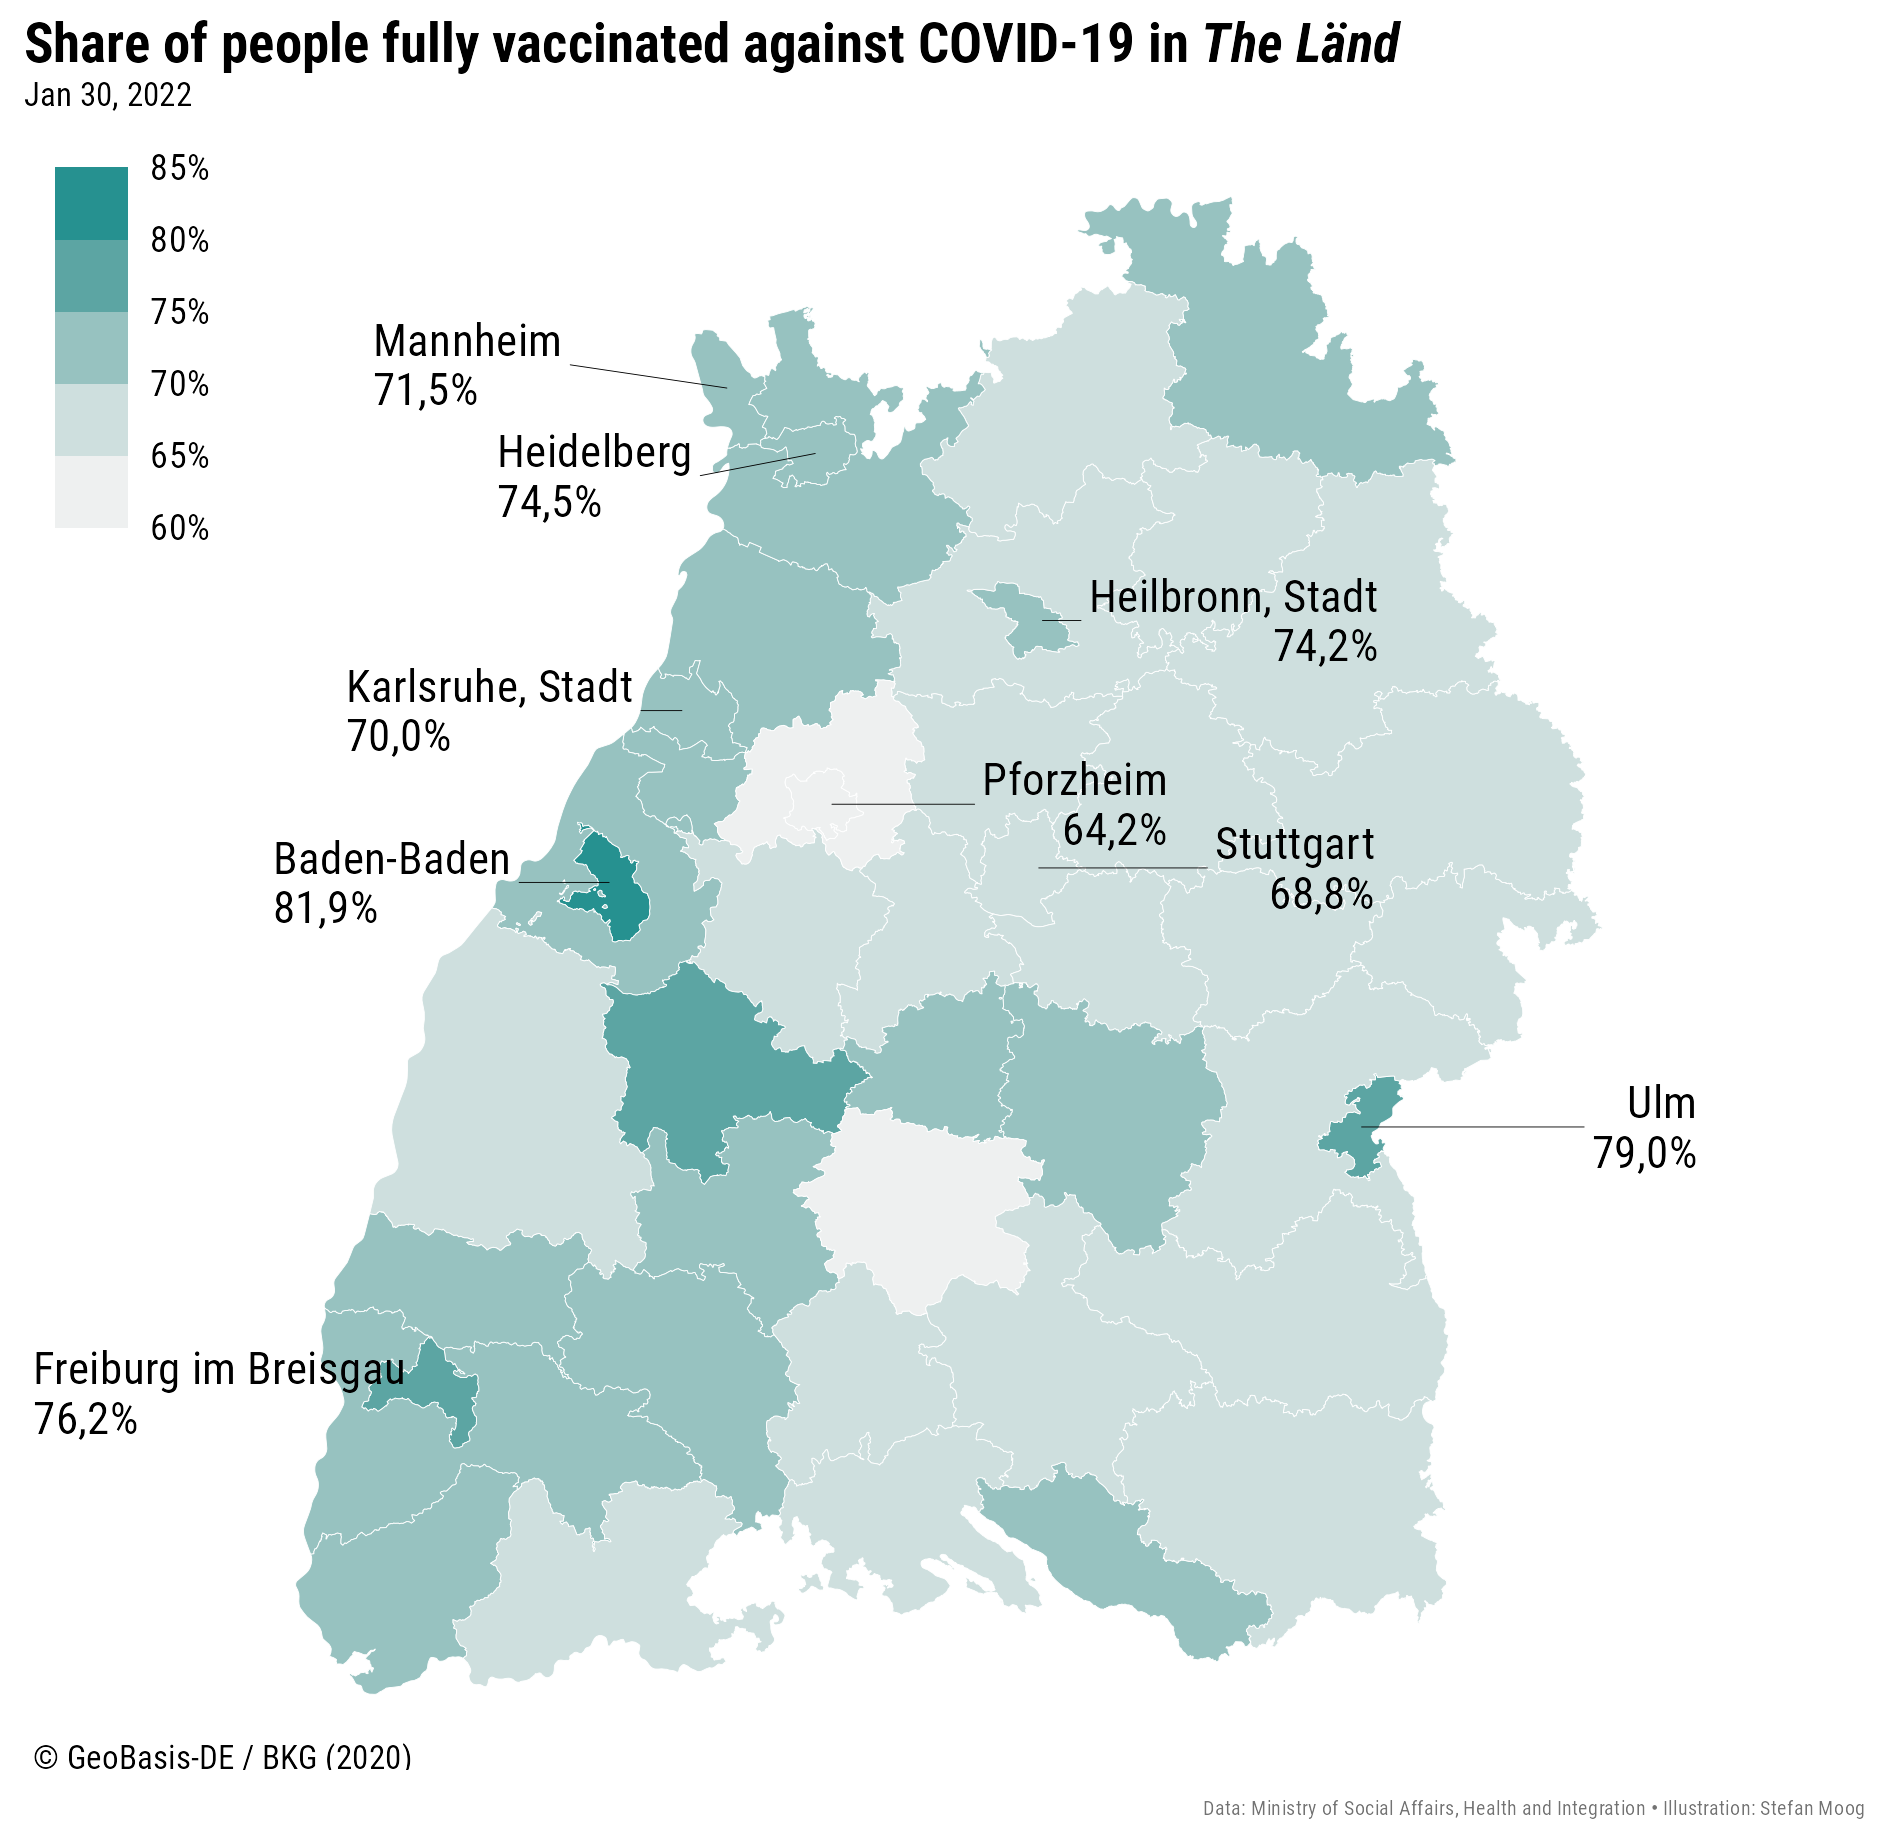 Share of people fully vaccinated against COVID-19 in The Länd
Jan 30, 2022
85%
80%
75%
70%
65%
60%
Mannheim
71,5%
Heidelberg
74,5%
Heilbronn, Stadt
74,2%
Karlsruhe, Stadt
70,0%
Pforzheim
64,2%
Stuttgart
68,8%
Baden-Baden
81,9%
Ulm
79,0%
Freiburg im Breisgau
76,2%
© GeoBasis-DE / BKG (2020)
Data: Ministry of Social Affairs, Health and Integration • Illustration: Stefan Moog